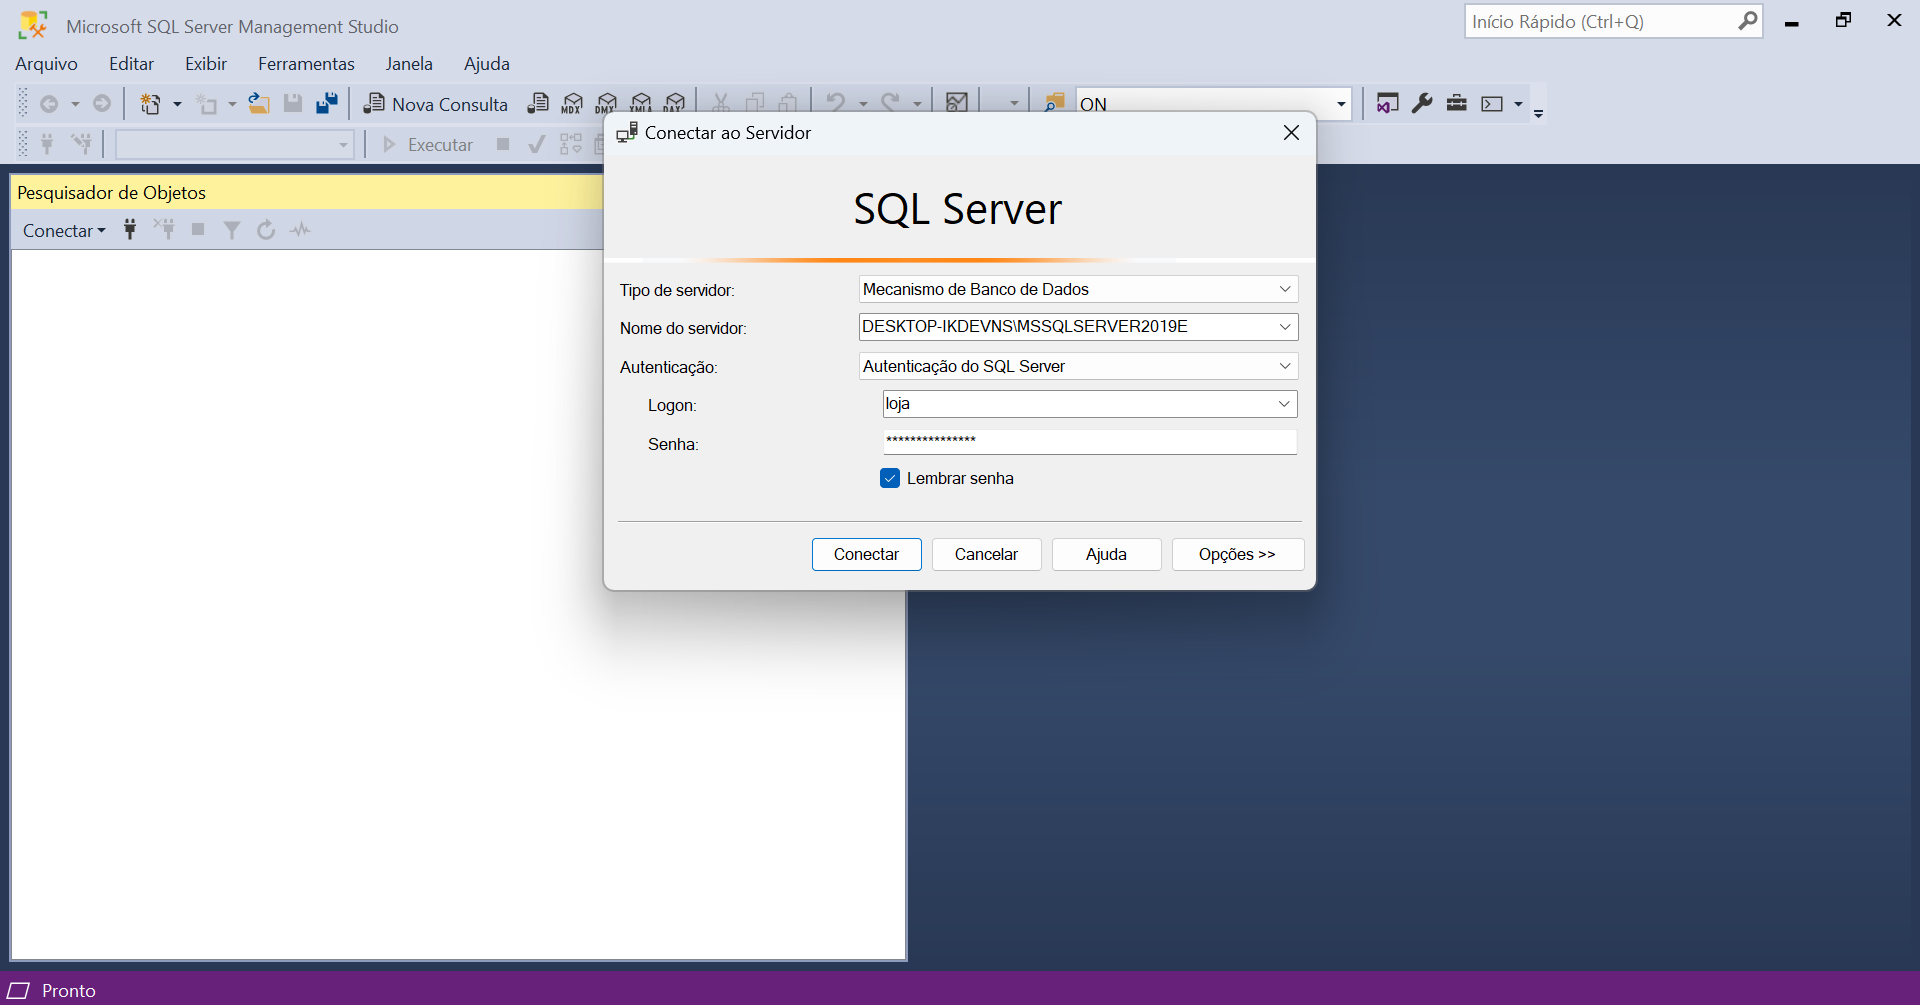 Microsoft SQL Server Management Studio
Início Rápido (Ctrl+Q)
Arquivo Editar Exibir Ferramentas Janela Ajuda
Nova Consulta MDX DMX XMLA DAX ON
Executar
Conectar ao Servidor
Pesquisador de Objetos
Conectar
SQL Server
Tipo de servidor: Mecanismo de Banco de Dados
Nome do servidor: DESKTOP-IKDEVNS\MSSQLSERVER2019E
Autenticação: Autenticação do SQL Server
Logon: loja
Senha: ***************
Lembrar senha
Conectar Cancelar Ajuda Opções >>
Pronto